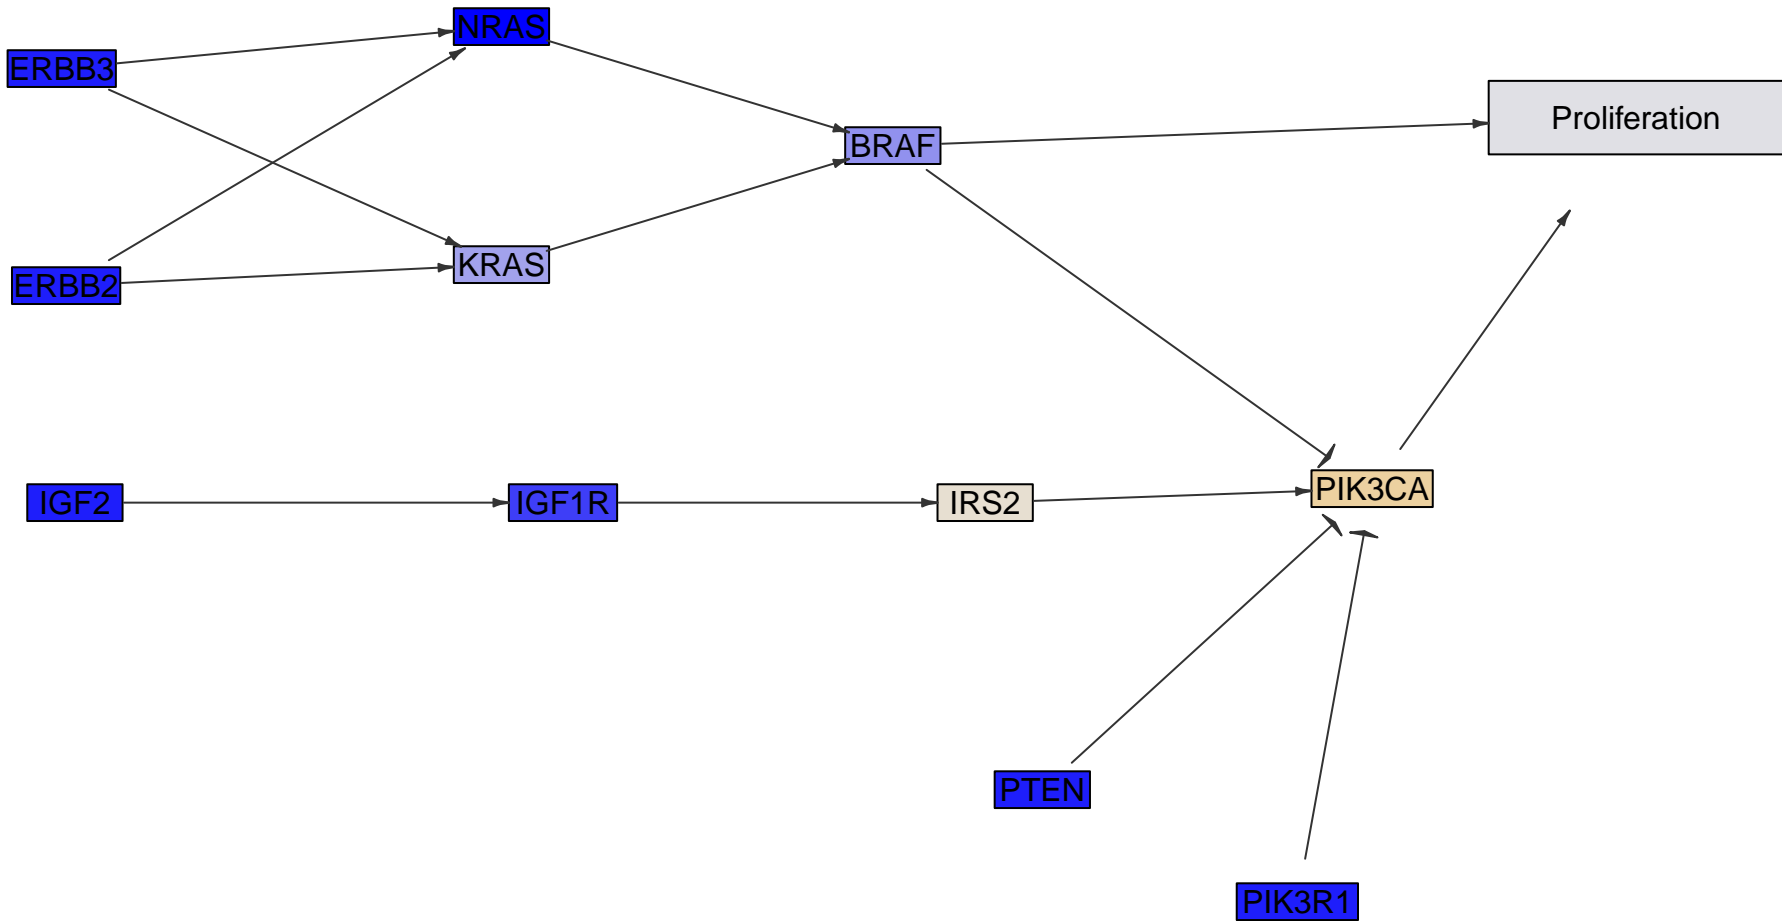 NRAS
ERBB3
Proliferation
BRAF
KRAS
ERBB2
PIK3CA
IGF2
IGF1R
IRS2
PTEN
PIK3R1